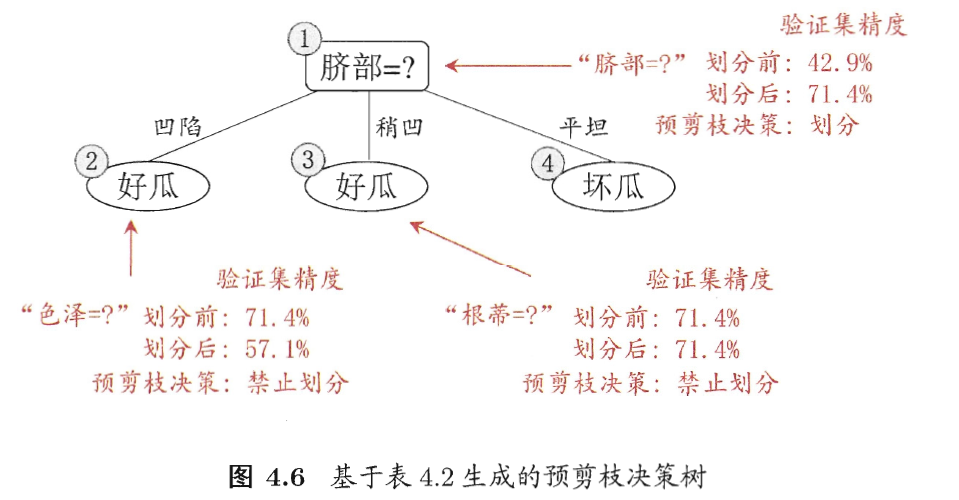 验证集精度
1
脐部=?
“脐部=?” 划分前: 42.9%
划分后: 71.4%
预剪枝决策: 划分
凹陷
稍凹
平坦
2
好瓜
3
好瓜
4
坏瓜
验证集精度
“色泽=?” 划分前: 71.4%
划分后: 57.1%
预剪枝决策: 禁止划分
验证集精度
“根蒂=?” 划分前: 71.4%
划分后: 71.4%
预剪枝决策: 禁止划分
图 4.6 基于表 4.2 生成的预剪枝决策树